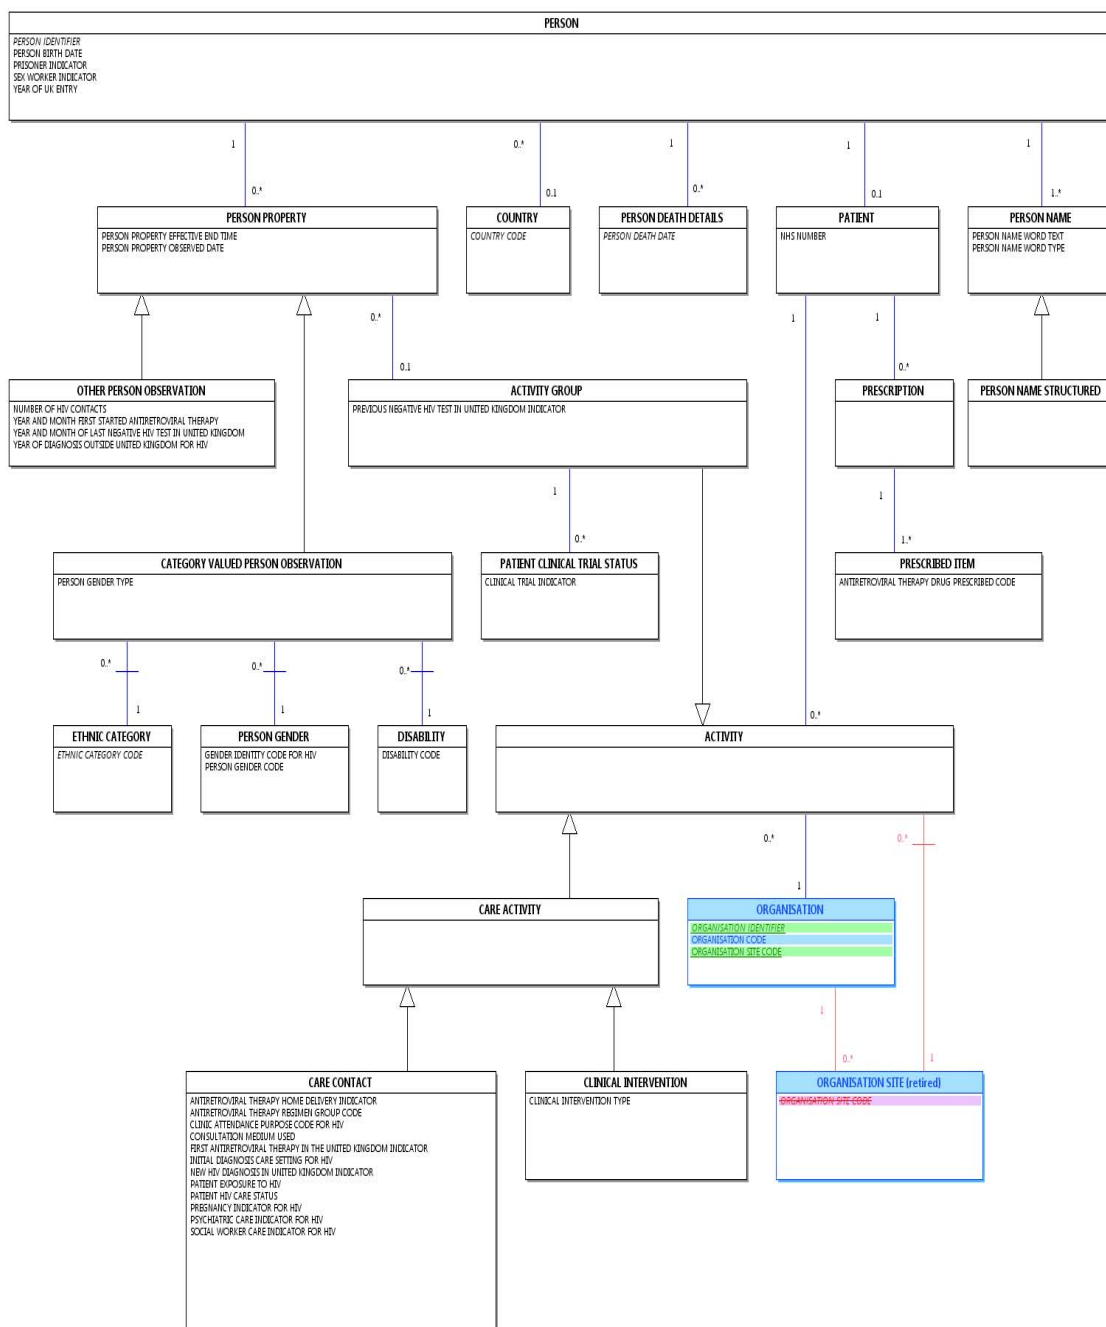 PERSON
PERSON IDENTIFIER
PERSON BIRTH DATE
PRISONER INDICATOR
SEX WORKER INDICATOR
YEAR OF UK ENTRY
1
0..*
1
1
1
0..*
0..1
0..*
0..1
1..*
PERSON PROPERTY
PERSON PROPERTY EFFECTIVE END TIME
PERSON PROPERTY OBSERVED DATE
COUNTRY
COUNTRY CODE
PERSON DEATH DETAILS
PERSON DEATH DATE
PATIENT
NHS NUMBER
PERSON NAME
PERSON NAME WORD TEXT
PERSON NAME WORD TYPE
0..*
1
1
0..1
0..*
OTHER PERSON OBSERVATION
NUMBER OF HIV CONTACTS
YEAR AND MONTH FIRST STARTED ANTIRETROVIRAL THERAPY
YEAR AND MONTH OF LAST NEGATIVE HIV TEST IN UNITED KINGDOM
YEAR OF DIAGNOSIS OUTSIDE UNITED KINGDOM FOR HIV
ACTIVITY GROUP
PREVIOUS NEGATIVE HIV TEST IN UNITED KINGDOM INDICATOR
PRESCRIPTION
PERSON NAME STRUCTURED
1
1
0..*
1..*
CATEGORY VALUED PERSON OBSERVATION
PERSON GENDER TYPE
PATIENT CLINICAL TRIAL STATUS
CLINICAL TRIAL INDICATOR
PRESCRIBED ITEM
ANTIRETROVIRAL THERAPY DRUG PRESCRIBED CODE
0..*
0..*
0..*
1
1
1
0..*
ETHNIC CATEGORY
ETHNIC CATEGORY CODE
PERSON GENDER
GENDER IDENTITY CODE FOR HIV
PERSON GENDER CODE
DISABILITY
DISABILITY CODE
ACTIVITY
0..*
0..*
1
CARE ACTIVITY
ORGANISATION
ORGANISATION IDENTIFIER
ORGANISATION CODE
ORGANISATION SITE CODE
1
0..*
1
CARE CONTACT
ANTIRETROVIRAL THERAPY HOME DELIVERY INDICATOR
ANTIRETROVIRAL THERAPY REGIMEN GROUP CODE
CLINIC ATTENDANCE PURPOSE CODE FOR HIV
CONSULTATION MEDIUM USED
FIRST ANTIRETROVIRAL THERAPY IN THE UNITED KINGDOM INDICATOR
INITIAL DIAGNOSIS CARE SETTING FOR HIV
NEW HIV DIAGNOSIS IN UNITED KINGDOM INDICATOR
PATIENT EXPOSURE TO HIV
PATIENT HIV CARE STATUS
PREGNANCY INDICATOR FOR HIV
PSYCHIATRIC CARE INDICATOR FOR HIV
SOCIAL WORKER CARE INDICATOR FOR HIV
CLINICAL INTERVENTION
CLINICAL INTERVENTION TYPE
ORGANISATION SITE (retired)
ORGANISATION SITE CODE